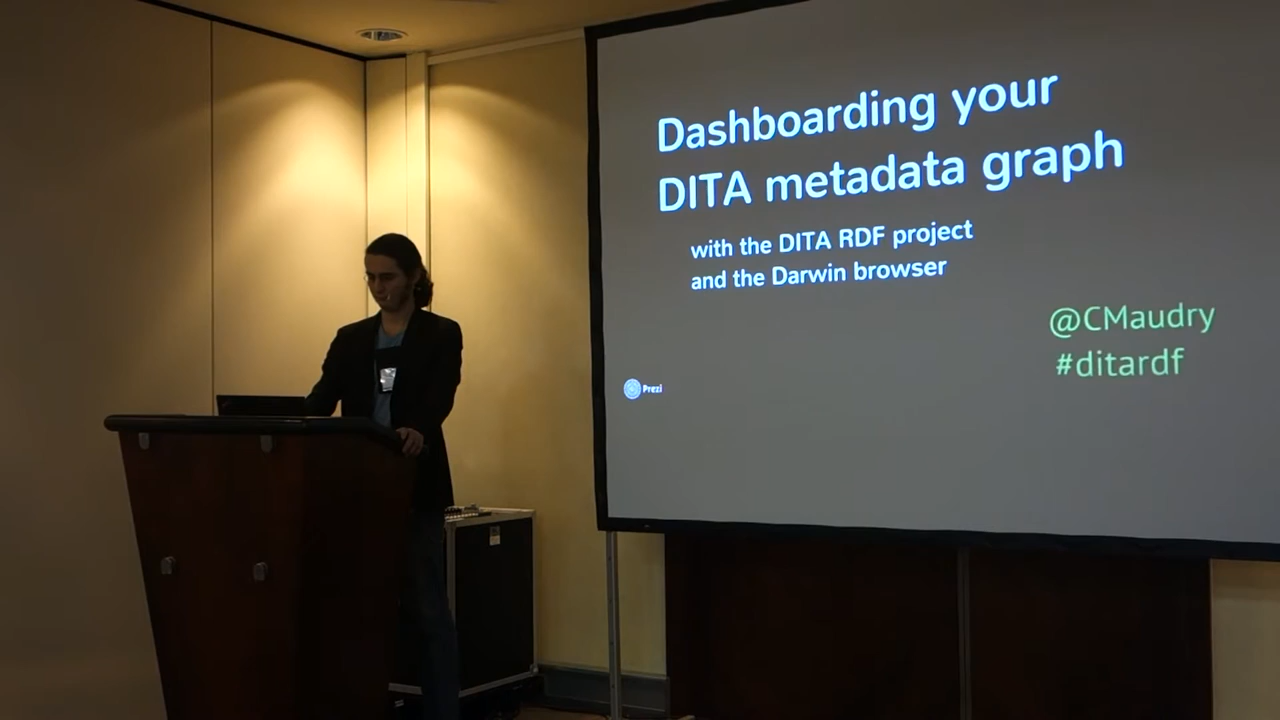 Dashboarding your
DITA metadata graph
with the DITA RDF project
and the Darwin browser
@CMaudry
#ditardf
Prezi